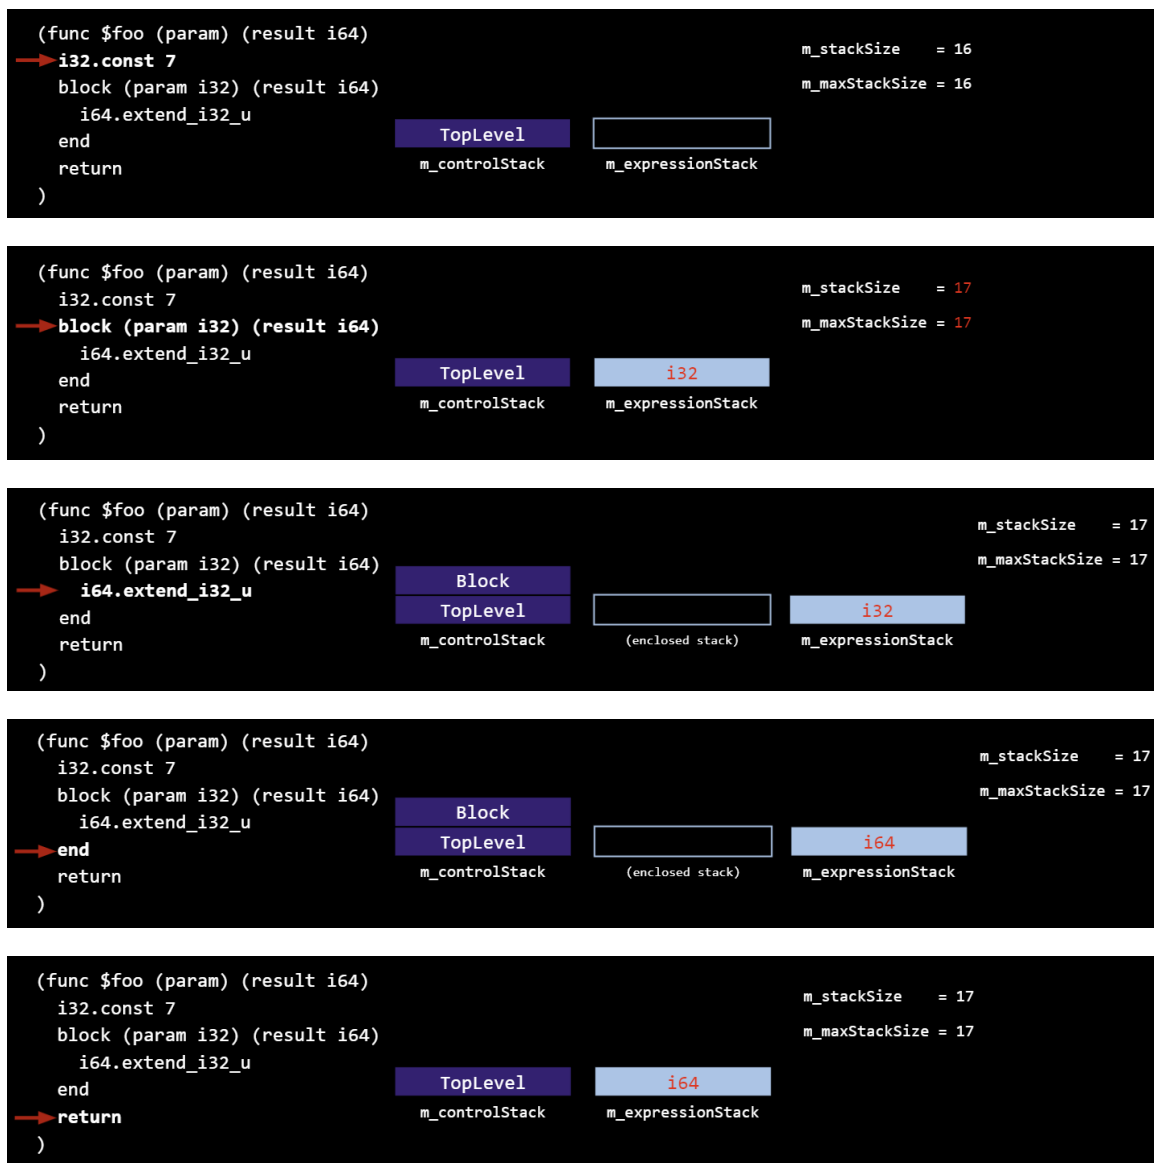 (func $foo (param) (result i64)
i32.const 7
block (param i32) (result i64)
i64.extend_i32_u
end
return
)
TopLevel
m_controlStack
m_expressionStack
m_stackSize = 16
m_maxStackSize = 16
(func $foo (param) (result i64)
i32.const 7
block (param i32) (result i64)
i64.extend_i32_u
end
return
)
TopLevel
m_controlStack
i32
m_expressionStack
m_stackSize = 17
m_maxStackSize = 17
(func $foo (param) (result i64)
i32.const 7
block (param i32) (result i64)
i64.extend_i32_u
end
return
)
Block
TopLevel
m_controlStack
(enclosed stack)
i32
m_expressionStack
m_stackSize = 17
m_maxStackSize = 17
(func $foo (param) (result i64)
i32.const 7
block (param i32) (result i64)
i64.extend_i32_u
end
return
)
Block
TopLevel
m_controlStack
(enclosed stack)
i64
m_expressionStack
m_stackSize = 17
m_maxStackSize = 17
(func $foo (param) (result i64)
i32.const 7
block (param i32) (result i64)
i64.extend_i32_u
end
return
)
TopLevel
m_controlStack
i64
m_expressionStack
m_stackSize = 17
m_maxStackSize = 17